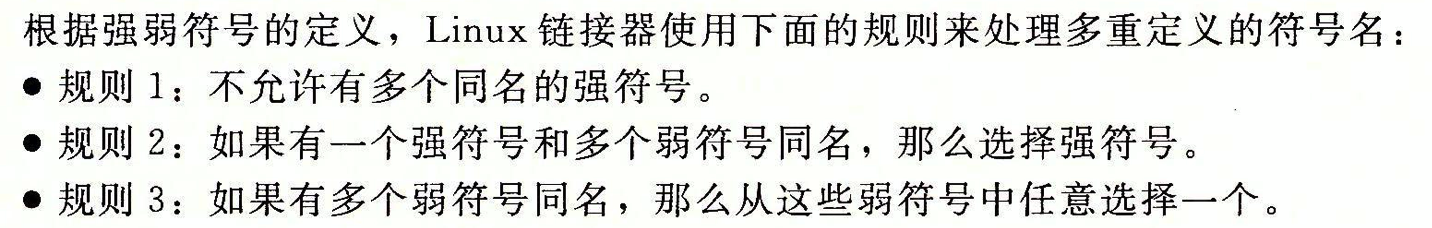 根据强弱符号的定义，Linux 链接器使用下面的规则来处理多重定义的符号名：
● 规则 1：不允许有多个同名的强符号。
● 规则 2：如果有一个强符号和多个弱符号同名，那么选择强符号。
● 规则 3：如果有多个弱符号同名，那么从这些弱符号中任意选择一个。